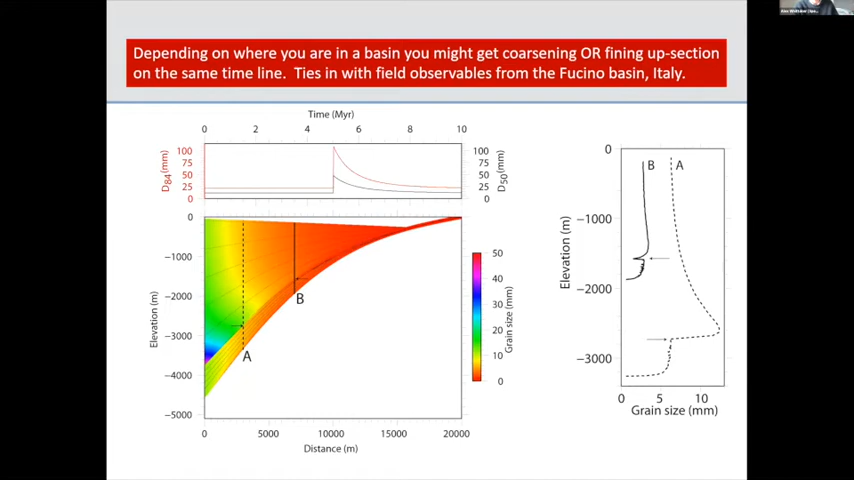 Depending on where you are in a basin you might get coarsening OR fining up-section
on the same time line. Ties in with field observables from the Fucino basin, Italy.
Time (Myr)
0 2 4 6 8 10
D84(mm)
100
75
50
25
0
100
75
50
25
0
D50(mm)
Elevation (m)
0
−1000
−2000
−3000
−4000
−5000
A
B
0 5000 10000 15000 20000
Distance (m)
50
40
30
20
10
0
Grain size (mm)
Elevation (m)
0
−1000
−2000
−3000
B A
0 5 10
Grain size (mm)